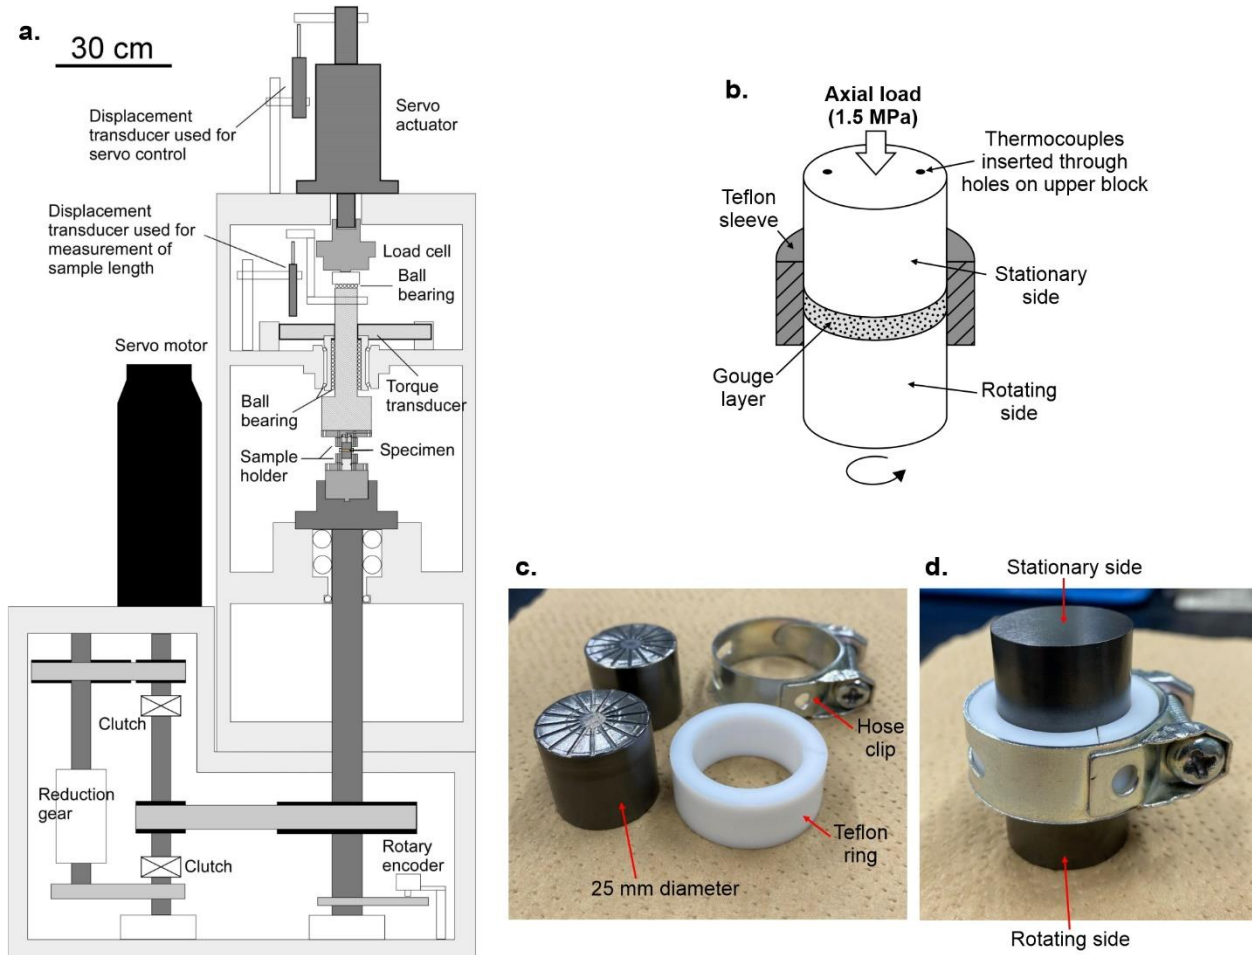 a.
30 cm
Displacement
transducer used for
servo control
Servo
actuator
Displacement
transducer used for
measurement of
sample length
Load cell
Ball
bearing
Servo motor
Torque
transducer
Ball
bearing
Sample
holder
Specimen
Clutch
Reduction
gear
Clutch
Rotary
encoder
b.
Axial load
(1.5 MPa)
Thermocouples
inserted through
holes on upper block
Teflon
sleeve
Stationary
side
Gouge
layer
Rotating
side
c.
Hose
clip
Teflon
ring
25 mm diameter
d.
Stationary side
Rotating side